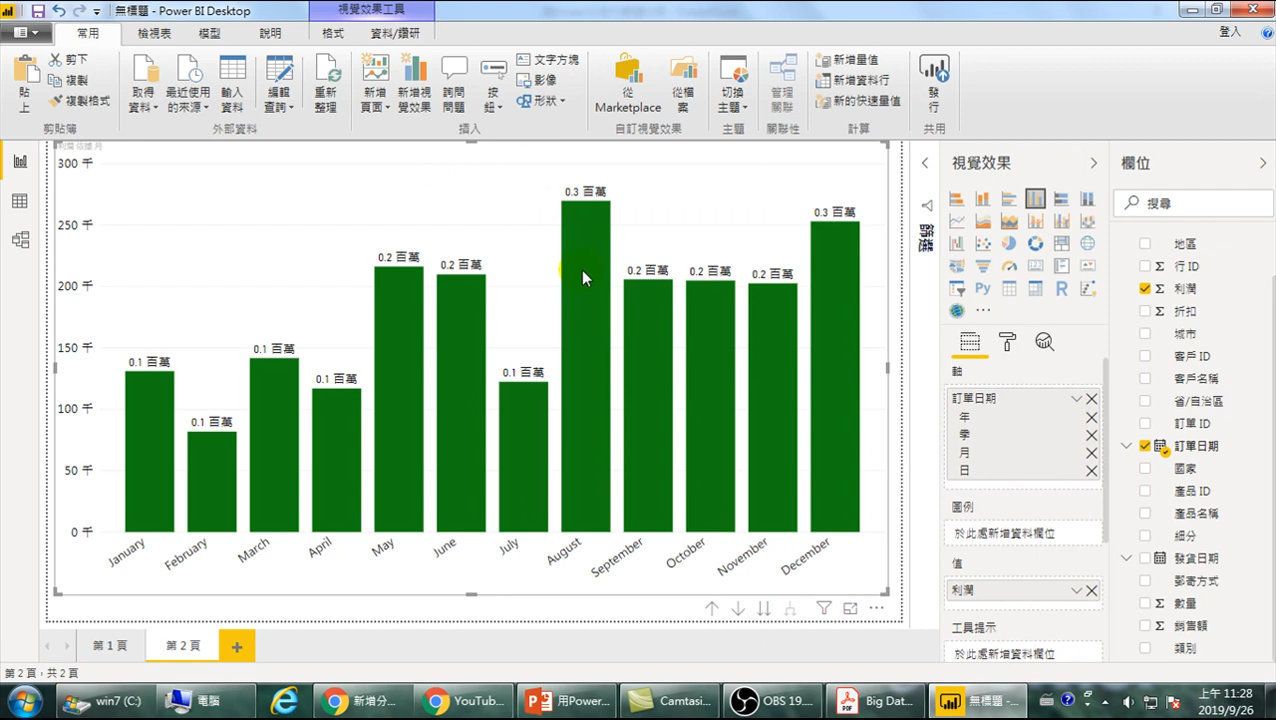 無標題 - Power BI Desktop
視覺效果工具
常用
檢視表
模型
說明
格式
資料/鑽研
登入
貼上
剪下
複製
複製格式
剪貼簿
取得資料
最近使用的來源
輸入資料
外部資料
編輯查詢
重新整理
新增頁面
新增視覺效果
詢問問題
按鈕
文字方塊
影像
形狀
插入
從 Marketplace
從檔案
自訂視覺效果
切換主題
主題
管理關聯
關聯性
新增量值
新增資料行
新的快速量值
計算
發行
共用
利潤 依據 月
300 千
250 千
200 千
150 千
100 千
50 千
0 千
0.1 百萬
0.1 百萬
0.1 百萬
0.1 百萬
0.2 百萬
0.2 百萬
0.1 百萬
0.3 百萬
0.2 百萬
0.2 百萬
0.2 百萬
0.3 百萬
January
February
March
April
May
June
July
August
September
October
November
December
篩選
視覺效果
Py
R
軸
訂單日期
年
季
月
日
圖例
於此處新增資料欄位
值
利潤
工具提示
於此處新增資料欄位
欄位
搜尋
地區
行 ID
利潤
折扣
城市
客戶 ID
客戶名稱
省/自治區
訂單 ID
訂單日期
國家
產品 ID
產品名稱
細分
發貨日期
郵寄方式
數量
銷售額
類別
第 1 頁
第 2 頁
第 2 頁，共 2 頁
win7 (C:)
電腦
新增分...
YouTub...
用Power...
Camtasi...
OBS 19....
Big Dat...
無標題 -...
上午 11:28
2019/9/26